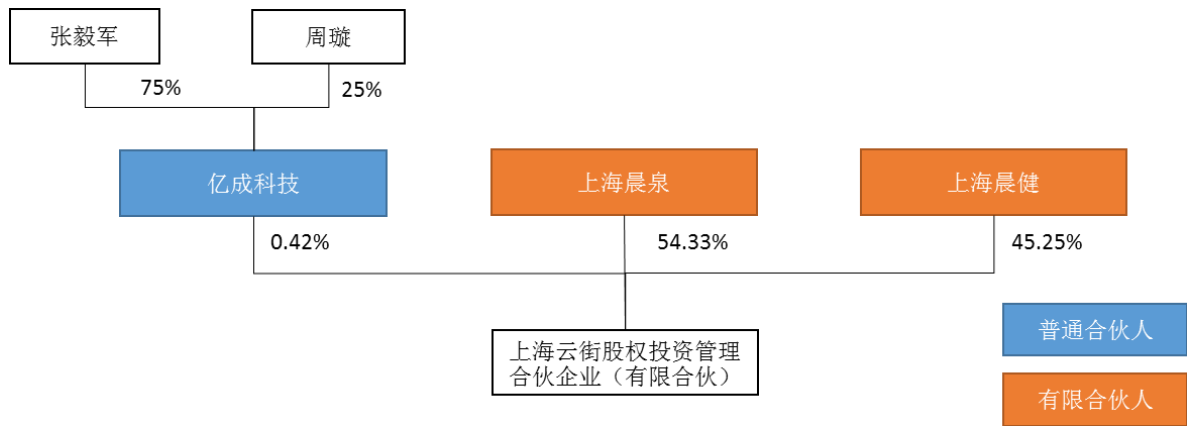 张毅军
周璇
75%
25%
亿成科技
上海晨泉
上海晨健
0.42%
54.33%
45.25%
上海云街股权投资管理
合伙企业（有限合伙）
普通合伙人
有限合伙人